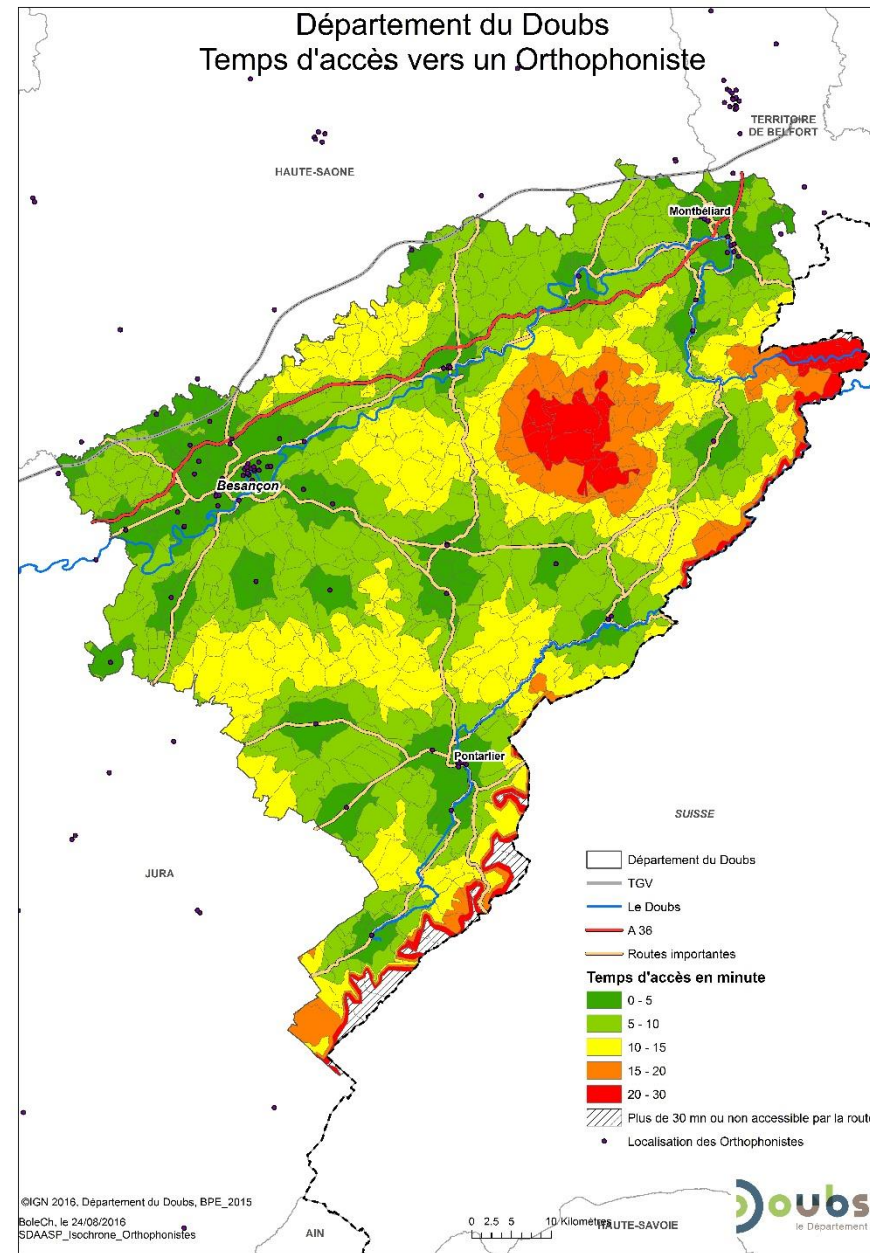 Département du Doubs
Temps d'accès vers un Orthophoniste
TERRITOIRE
DE BELFORT
HAUTE-SAONE
Montbéliard
Besançon
Pontarlier
SUISSE
JURA
Département du Doubs
TGV
Le Doubs
A 36
Routes importantes
Temps d'accès en minute
0 - 5
5 - 10
10 - 15
15 - 20
20 - 30
Plus de 30 mn ou non accessible par la route
Localisation des Orthophonistes
©IGN 2016, Département du Doubs, BPE_2015
BoleCh, le 24/08/2016
SDAASP_Isochrone_Orthophonistes
AIN
0 2.5 5 10 Kilomètres
HAUTE-SAVOIE
Doubs
le Département